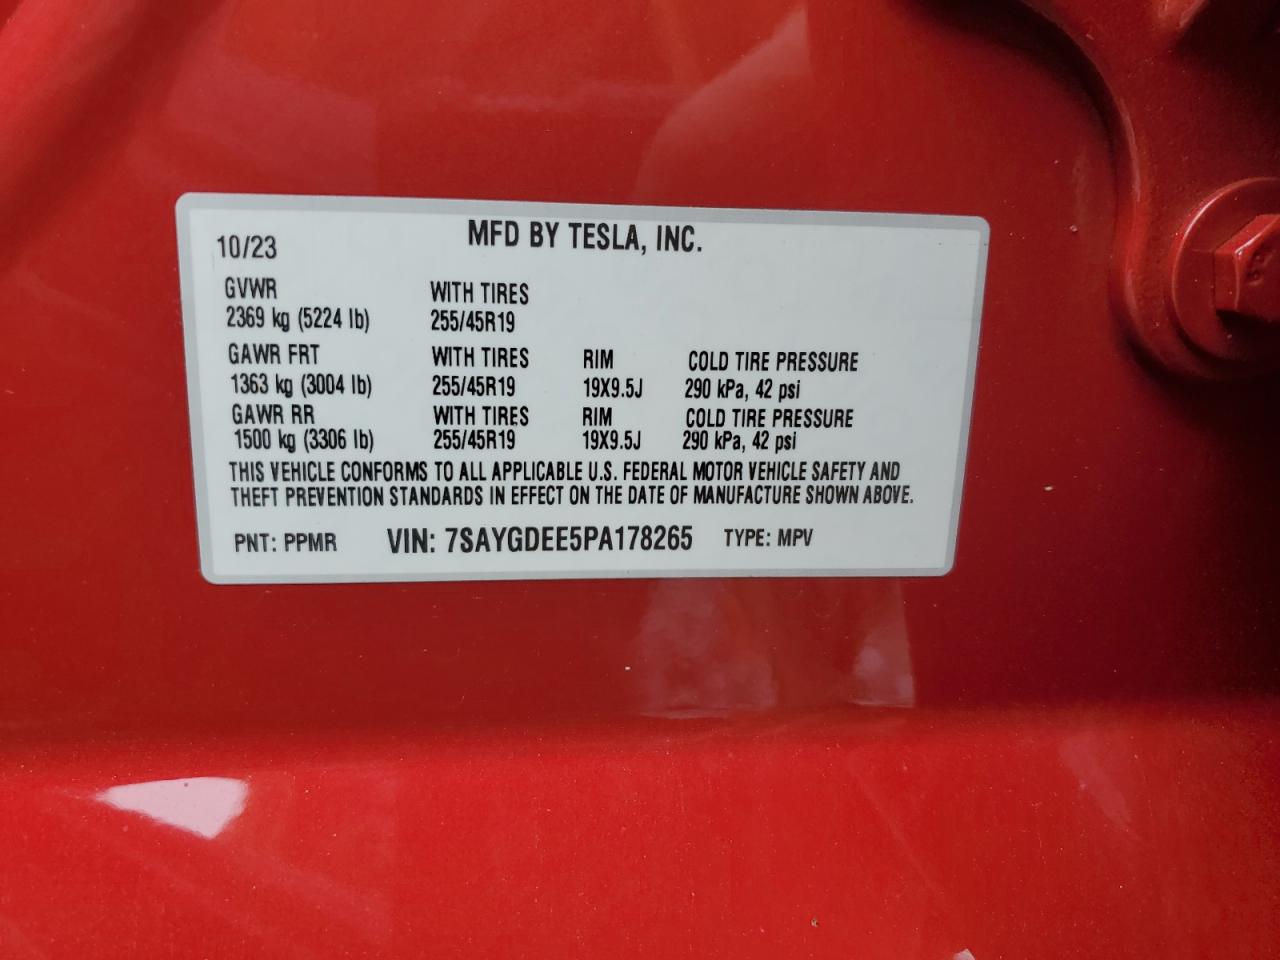 MFD BY TESLA, INC.
10/23
GVWR WITH TIRES
2369 kg (5224 lb) 255/45R19
GAWR FRT WITH TIRES RIM COLD TIRE PRESSURE
1363 kg (3004 lb) 255/45R19 19X9.5J 290 kPa, 42 psi
GAWR RR WITH TIRES RIM COLD TIRE PRESSURE
1500 kg (3306 lb) 255/45R19 19X9.5J 290 kPa, 42 psi
THIS VEHICLE CONFORMS TO ALL APPLICABLE U.S. FEDERAL MOTOR VEHICLE SAFETY AND
THEFT PREVENTION STANDARDS IN EFFECT ON THE DATE OF MANUFACTURE SHOWN ABOVE.
PNT: PPMR VIN: 7SAYGDEE5PA178265 TYPE: MPV